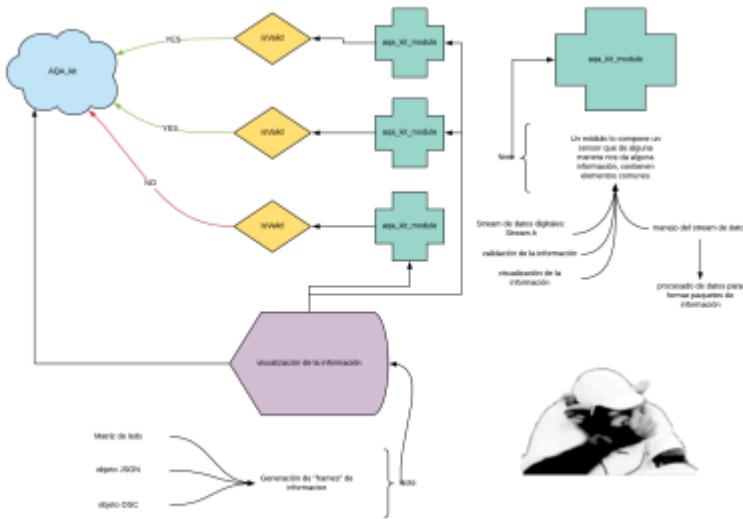 YES
isValid
aqa_kit_module
aqa_kit_module
AQA_kit
YES
isValid
aqa_kit_module
Nota
Un módulo lo compone un
sensor que de alguna
manera nos da alguna
información, contienen
elementos comunes
NO
isValid
aqa_kit_module
Stream de datos digitales:
Stream.h
manejo del stream de dato
validación de la información
visualización de la
información
procesado de datos para
formar paquetes de
información
visualización de la información
Matriz de leds
objeto JSON
Generación de "frames" de
informacion
Nota
objeto OSC